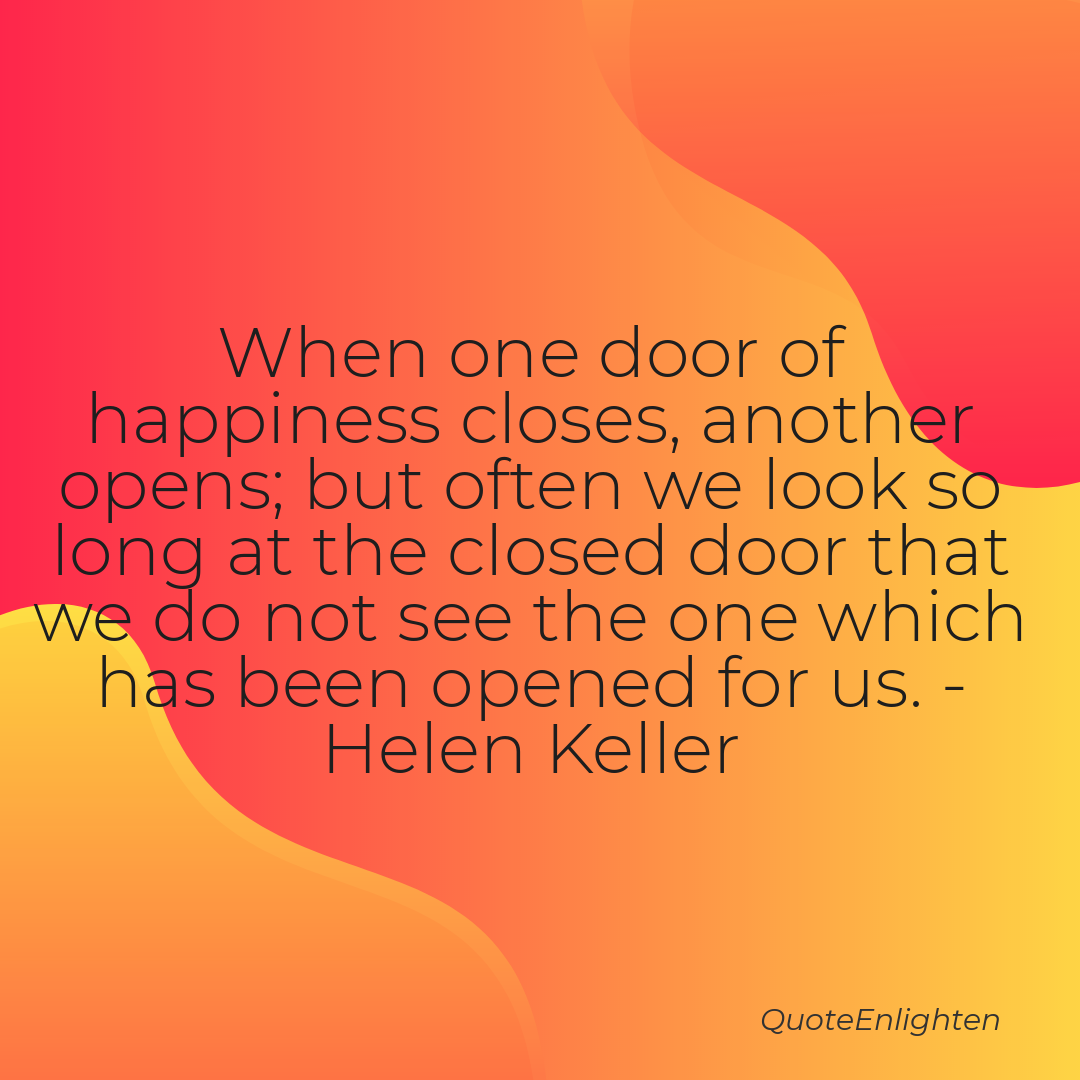 When one door of
happiness closes, another
opens; but often we look so
long at the closed door that
we do not see the one which
has been opened for us. -
Helen Keller
QuoteEnlighten